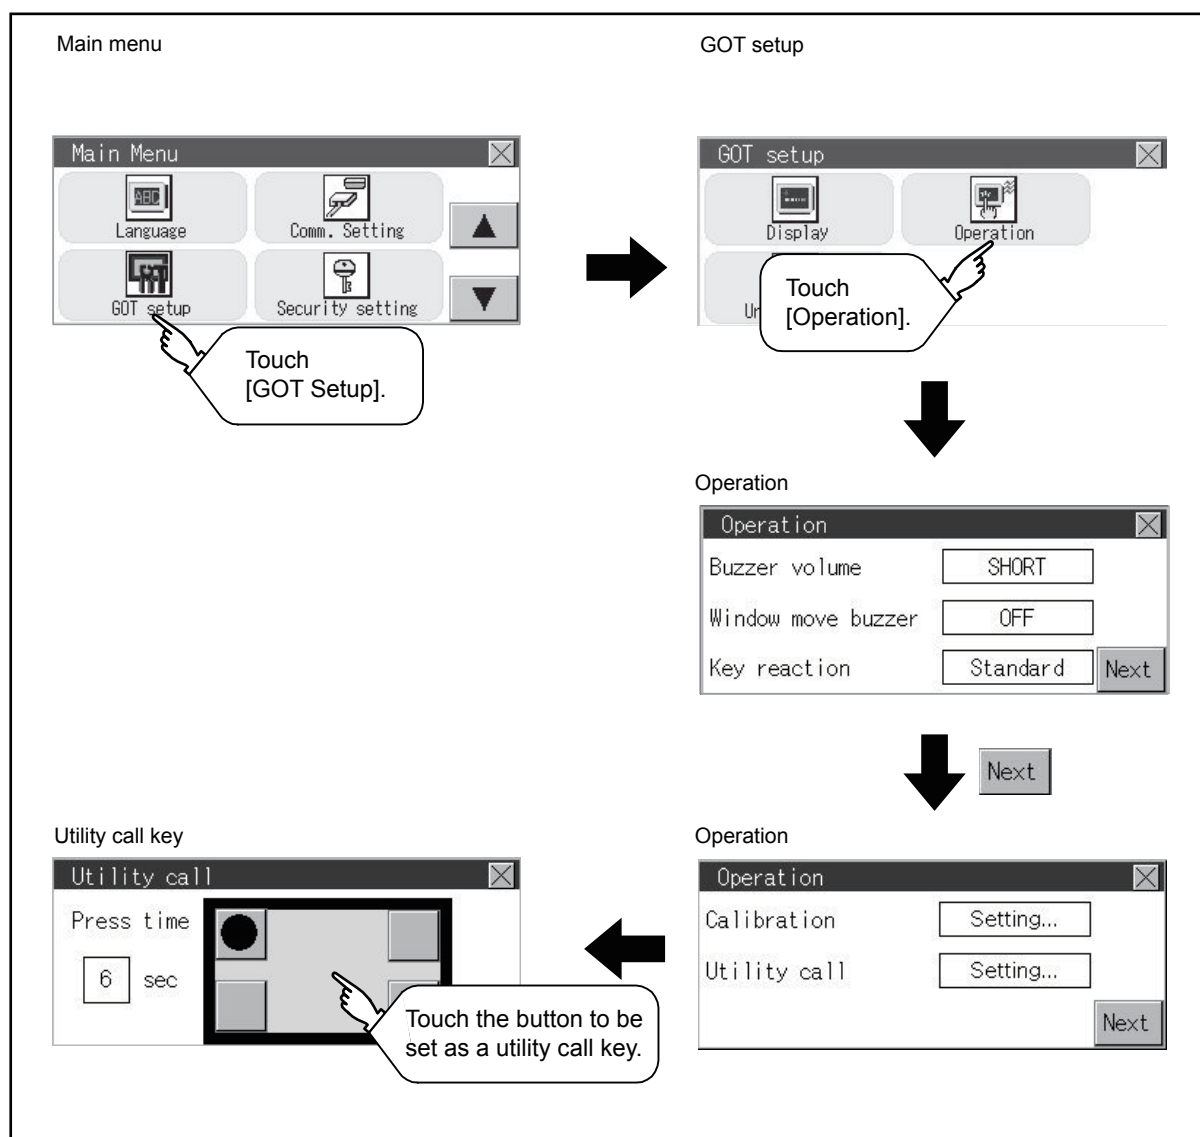 Main menu
GOT setup
Main Menu
Language
Comm. Setting
GOT setup
Security setting
Touch
[GOT Setup].
GOT setup
Display
Operation
Touch
[Operation].
Operation
Operation
Buzzer volume
SHORT
Window move buzzer
OFF
Key reaction
Standard
Next
Next
Operation
Operation
Calibration
Setting...
Utility call
Setting...
Next
Utility call key
Utility call
Press time
6 sec
Touch the button to be
set as a utility call key.